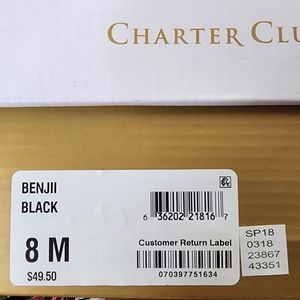 CHARTER CLU
BENJII
BLACK
8 M
$49.50
6 36202 21816 7
Customer Return Label
070397751634
SP18
0318
23867
43351